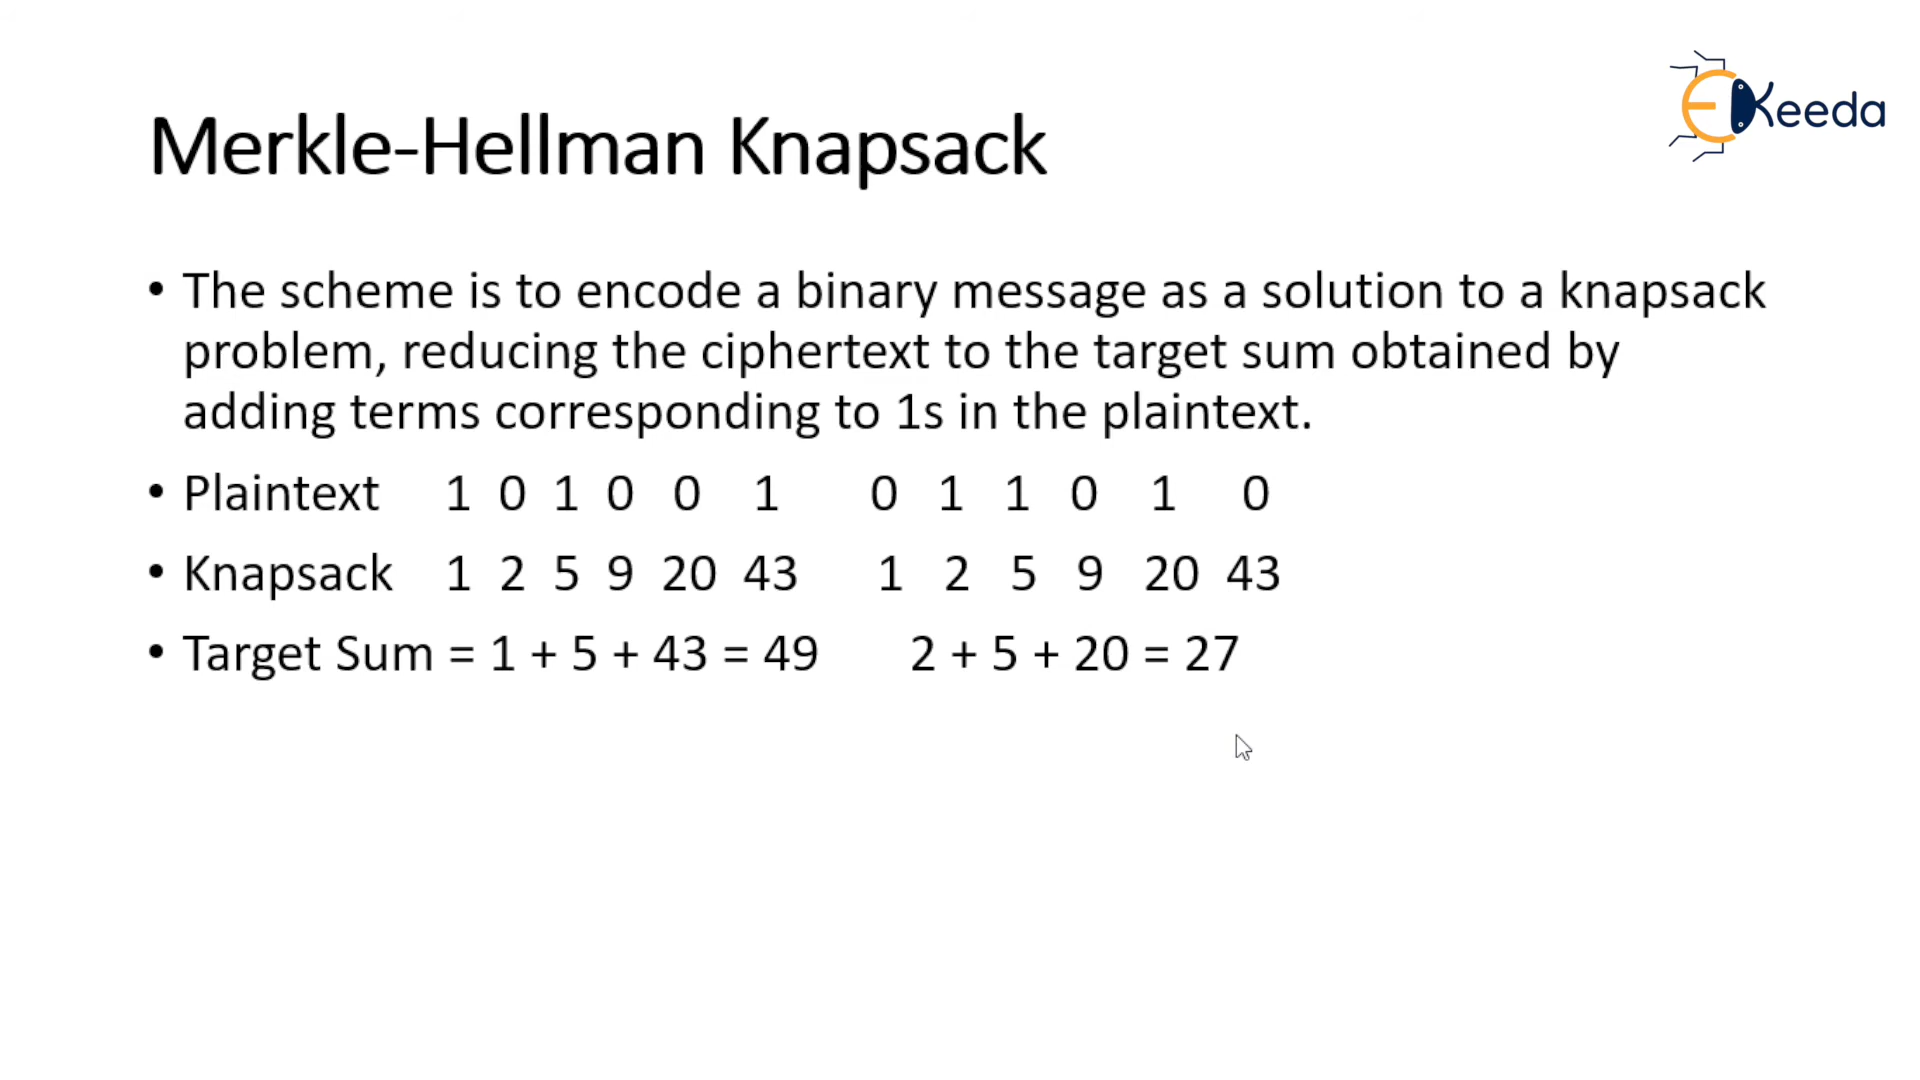 EKeeda
Merkle-Hellman Knapsack
• The scheme is to encode a binary message as a solution to a knapsack
problem, reducing the ciphertext to the target sum obtained by
adding terms corresponding to 1s in the plaintext.
• Plaintext 1 0 1 0 0 1 0 1 1 0 1 0
• Knapsack 1 2 5 9 20 43 1 2 5 9 20 43
• Target Sum = 1 + 5 + 43 = 49 2 + 5 + 20 = 27